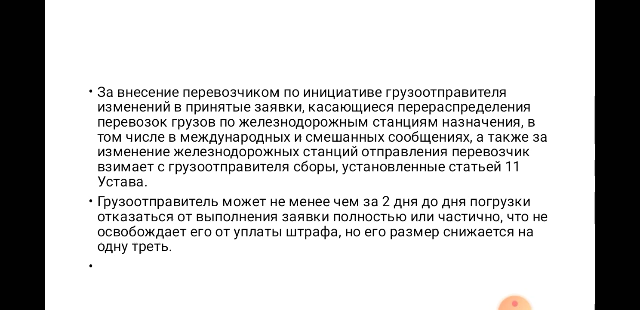 • За внесение перевозчиком по инициативе грузоотправителя
изменений в принятые заявки, касающиеся перераспределения
перевозок грузов по железнодорожным станциям назначения, в
том числе в международных и смешанных сообщениях, а также за
изменение железнодорожных станций отправления перевозчик
взимает с грузоотправителя сборы, установленные статьей 11
Устава.
• Грузоотправитель может не менее чем за 2 дня до дня погрузки
отказаться от выполнения заявки полностью или частично, что не
освобождает его от уплаты штрафа, но его размер снижается на
одну треть.
•